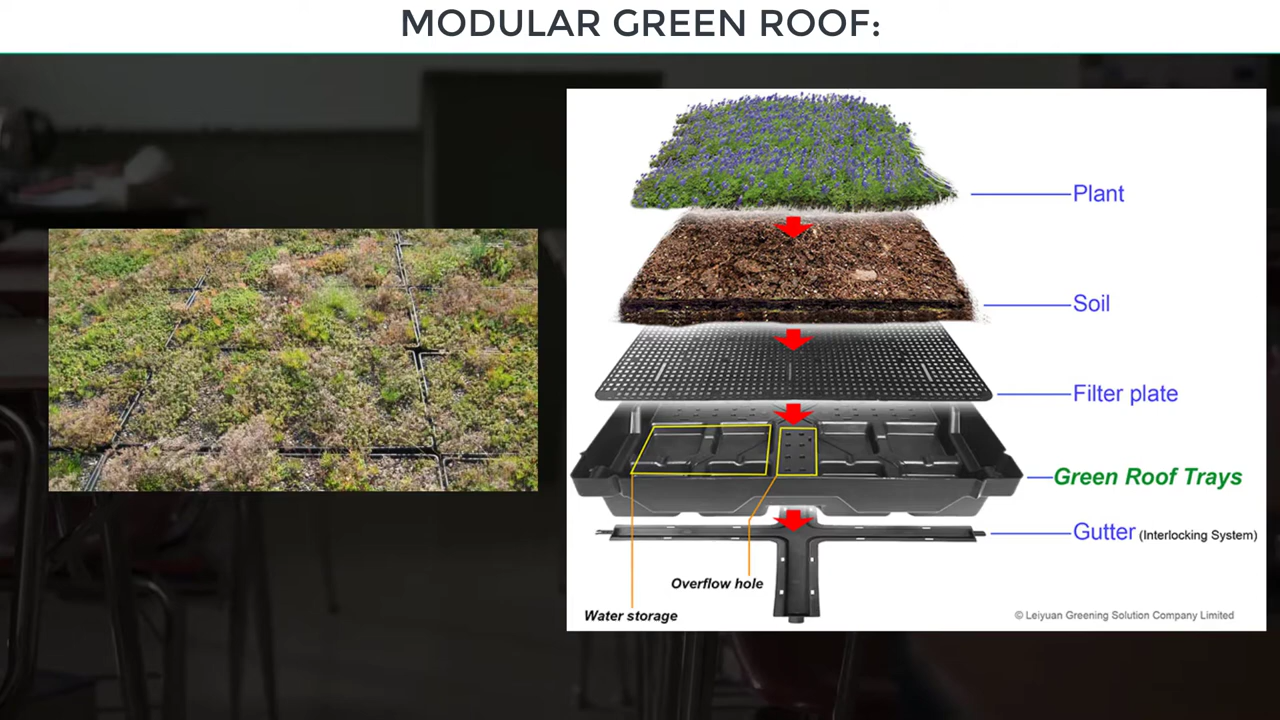 MODULAR GREEN ROOF:
Plant
Soil
Filter plate
Green Roof Trays
Gutter (Interlocking System)
Overflow hole
Water storage
© Leiyuan Greening Solution Company Limited